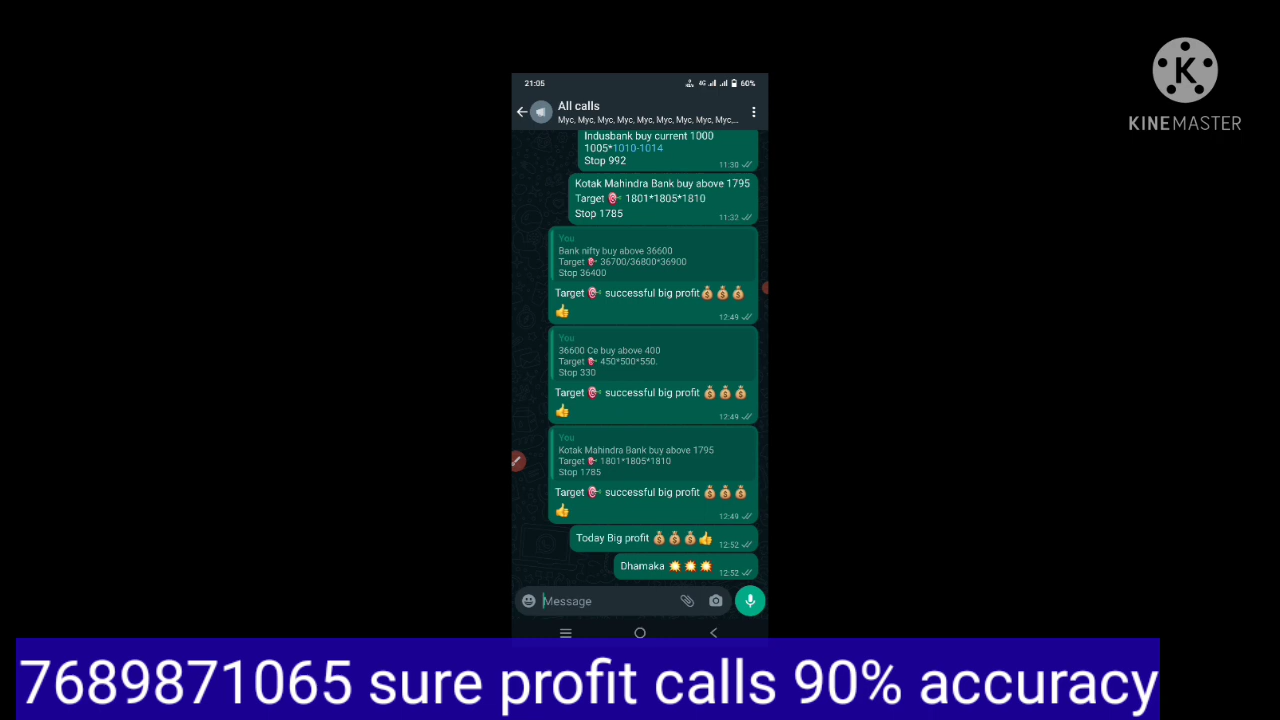 21:05
4G
60%
K
KINEMASTER
All calls
Myc, Myc, Myc, Myc, Myc, Myc, Myc, Myc,...
Indusbank buy current 1000
1005*1010-1014
Stop 992
11:30
Kotak Mahindra Bank buy above 1795
Target 🎯 1801*1805*1810
Stop 1785
11:32
You
Bank nifty buy above 36600
Target 🎯 36700/36800*36900
Stop 36400
Target 🎯 successful big profit💰💰💰
👍
12:49
You
36600 Ce buy above 400
Target 🎯 450*500*550.
Stop 330
Target 🎯 successful big profit 💰💰💰
👍
12:49
You
Kotak Mahindra Bank buy above 1795
Target 🎯 1801*1805*1810
Stop 1785
Target 🎯 successful big profit 💰💰💰
👍
12:49
Today Big profit 💰💰💰👍
12:52
Dhamaka 💥💥💥
12:52
Message
7689871065 sure profit calls 90% accuracy